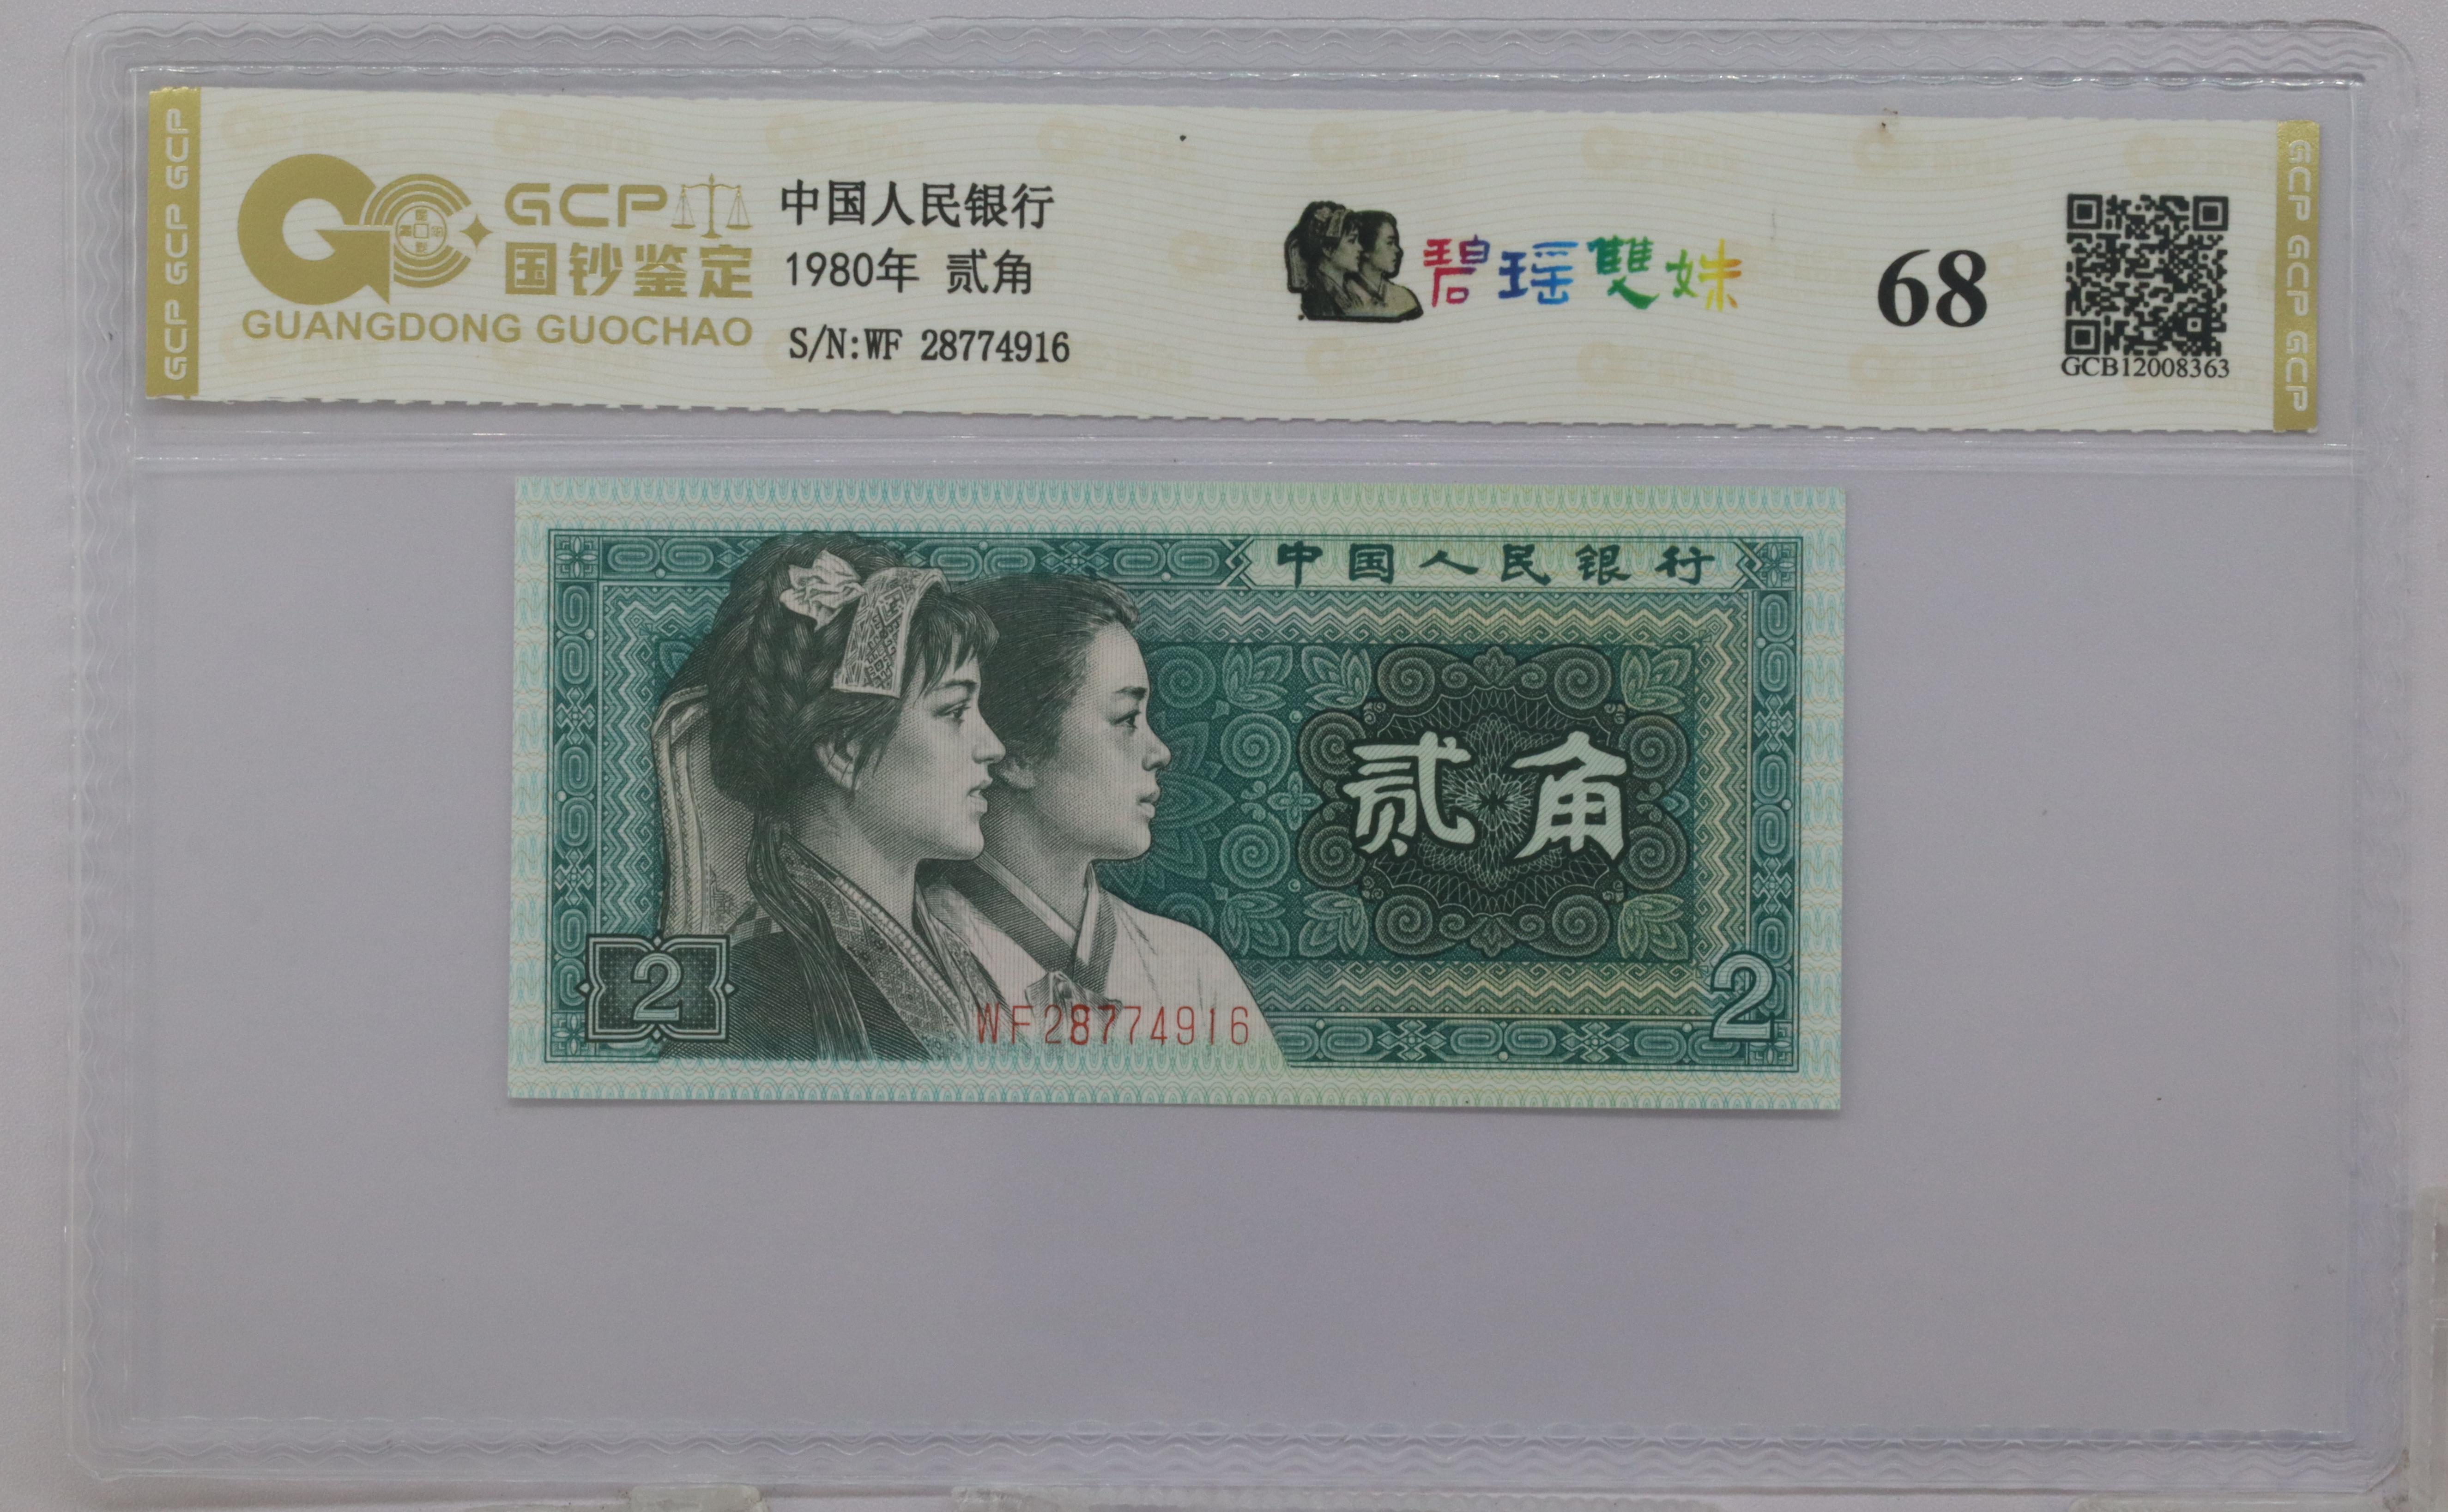 GCP GCP GCP
GCP
国钞鉴定
GUANGDONG GUOCHAO
中国人民银行
1980年 贰角
S/N:WF 28774916
碧瑶雙姝
68
GCB12008363
GCP GCP GCP
中国人民银行
贰角
2
WF28774916
2